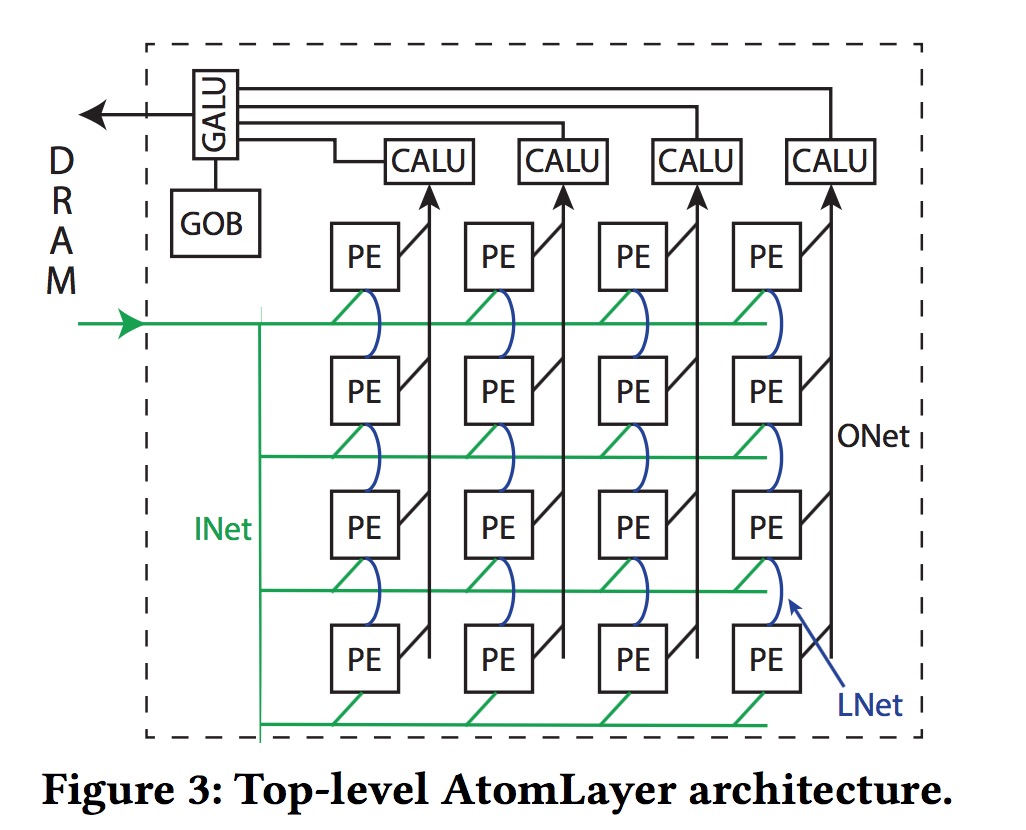 GALU
DRAM
CALU CALU CALU CALU
GOB
PE PE PE PE
PE PE PE PE
ONet
INet
PE PE PE PE
PE PE PE PE
LNet
Figure 3: Top-level AtomLayer architecture.